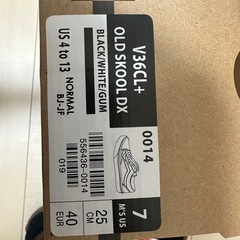 V36CL+
OLD SKOOL DX
BLACK/WHITE/GUM
US 4 to 13 NORMAL
BJ-JF
0014
556436-0014
019
7
M'S US
25
CM
40
EUR